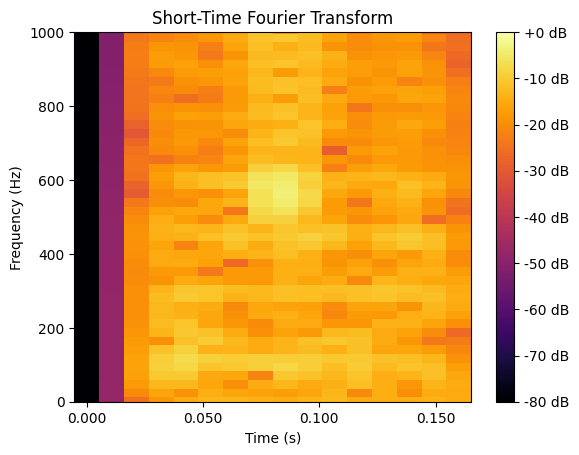 Short-Time Fourier Transform
Frequency (Hz)
1000
800
600
400
200
0
0.000
0.050
0.100
0.150
Time (s)
+0 dB
-10 dB
-20 dB
-30 dB
-40 dB
-50 dB
-60 dB
-70 dB
-80 dB